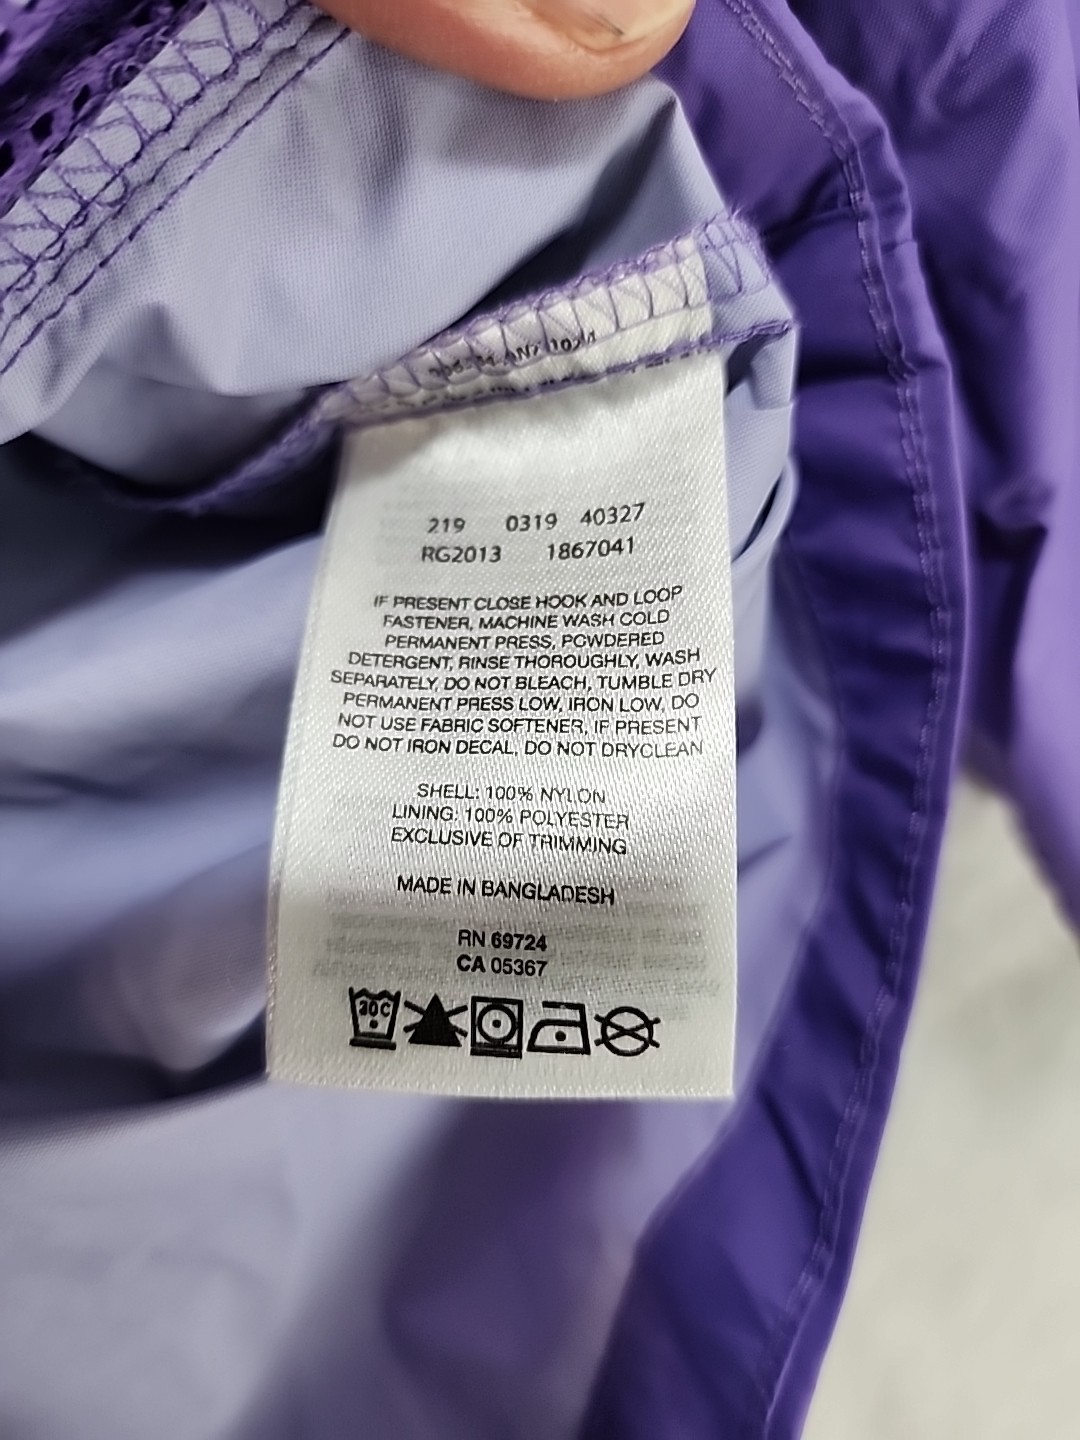 219 0319 40327
RG2013 1867041
IF PRESENT CLOSE HOOK AND LOOP
FASTENER, MACHINE WASH COLD
PERMANENT PRESS, POWDERED
DETERGENT, RINSE THOROUGHLY, WASH
SEPARATELY, DO NOT BLEACH, TUMBLE DRY
PERMANENT PRESS LOW, IRON LOW, DO
NOT USE FABRIC SOFTENER, IF PRESENT
DO NOT IRON DECAL, DO NOT DRYCLEAN
SHELL: 100% NYLON
LINING: 100% POLYESTER
EXCLUSIVE OF TRIMMING
MADE IN BANGLADESH
RN 69724
CA 05367
30C